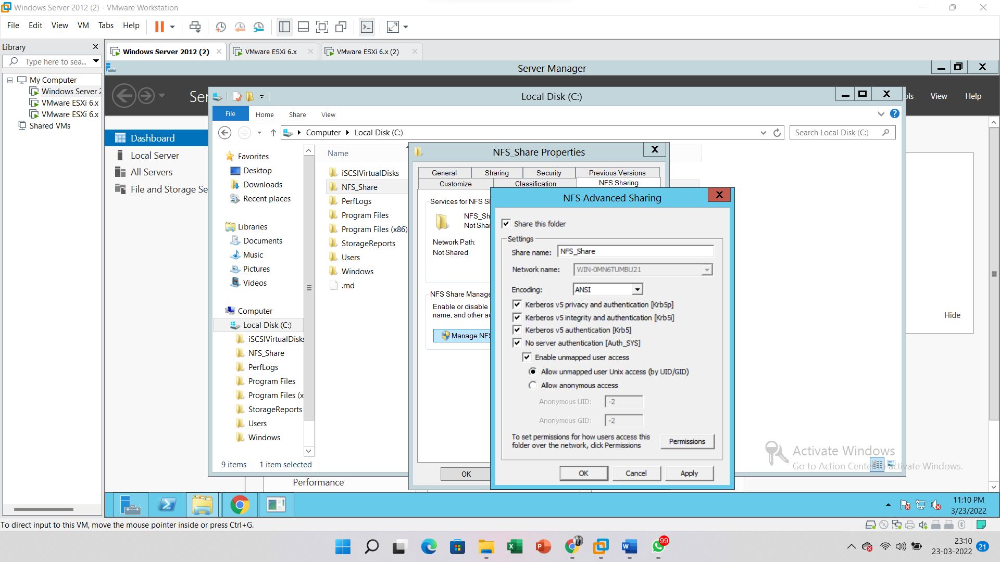 Windows Server 2012 (2) - VMware Workstation
File Edit View VM Tabs Help
Library
Type here to sea...
My Computer
Windows Server 2
VMware ESXi 6.x
VMware ESXi 6.x
Shared VMs
Windows Server 2012 (2)
VMware ESXi 6.x
VMware ESXi 6.x (2)
Server Manager
Ser
View
Help
Dashboard
Local Server
All Servers
File and Storage Se
Hide
Performance
Local Disk (C:)
File
Home
Share
View
Computer
Local Disk (C:)
Search Local Disk (C:)
Favorites
Desktop
Downloads
Recent places
Libraries
Documents
Music
Pictures
Videos
Computer
Local Disk (C:)
iSCSIVirtualDisks
NFS_Share
PerfLogs
Program Files
Program Files (x
StorageReports
Users
Windows
Name
iSCSIVirtualDisks
NFS_Share
PerfLogs
Program Files
Program Files (x86)
StorageReports
Users
Windows
.rnd
9 items
1 item selected
NFS_Share Properties
General
Sharing
Security
Previous Versions
Customize
Classification
NFS Sharing
Services for NFS S
NFS_Sh
Not Shar
Network Path:
Not Shared
NFS Share Manage
Enable or disable
name, and other a
Manage NFS
OK
NFS Advanced Sharing
Share this folder
Settings
Share name: NFS_Share
Network name: WIN-0MN6TUMBU21
Encoding: ANSI
Kerberos v5 privacy and authentication [Krb5p]
Kerberos v5 integrity and authentication [Krb5i]
Kerberos v5 authentication [Krb5]
No server authentication [Auth_SYS]
Enable unmapped user access
Allow unmapped user Unix access (by UID/GID)
Allow anonymous access
Anonymous UID: -2
Anonymous GID: -2
To set permissions for how users access this
folder over the network, click Permissions
Permissions
OK
Cancel
Apply
Activate Windows
Go to Action Center to activate Windows.
11:10 PM
3/23/2022
To direct input to this VM, move the mouse pointer inside or press Ctrl+G.
99
23:10
23-03-2022
21